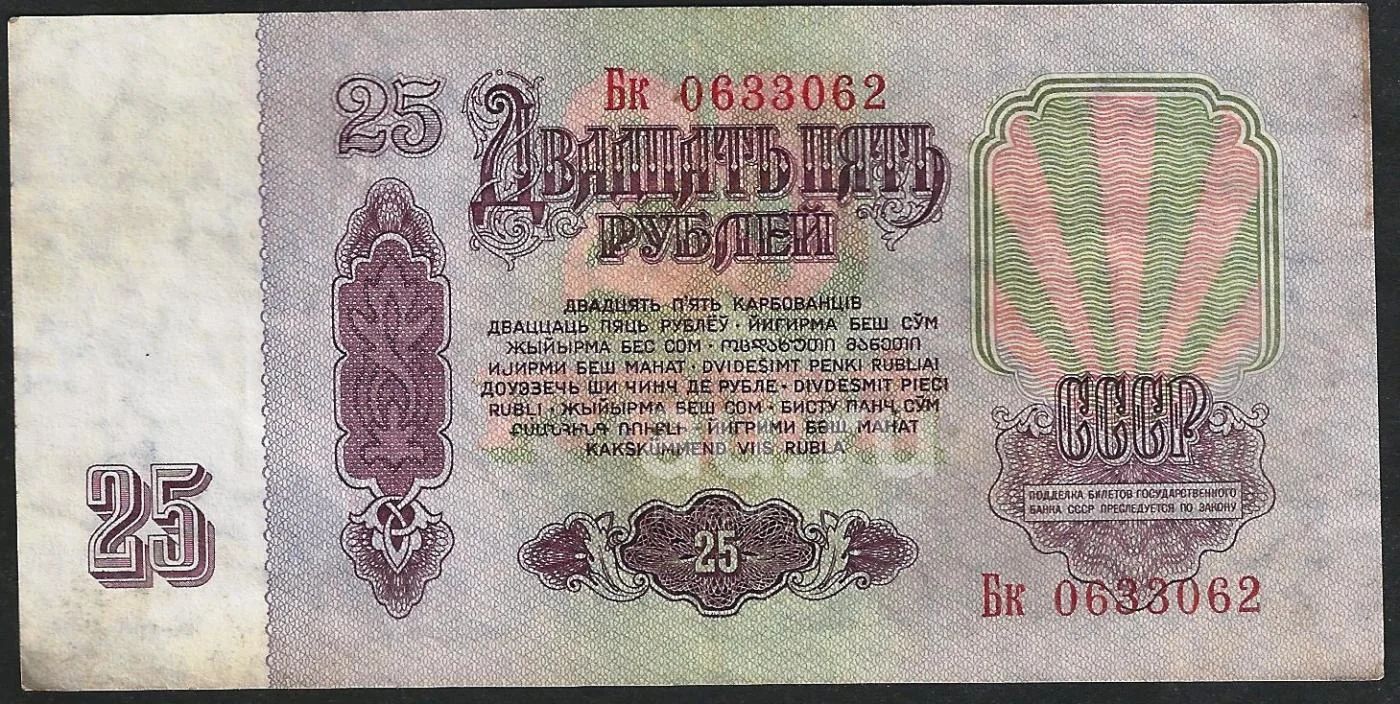 25
Бк 0633062
ДВАДЦАТЬ ПЯТЬ
РУБЛЕЙ
ДВАДЦЯТЬ П'ЯТЬ КАРБОВАНЦІВ
ДВАЦЦАЦЬ ПЯЦЬ РУБЛЁЎ · ЙИГИРМА БЕШ СЎМ
ЖЫЙЫРМА БЕС СОМ · ᲝᲪᲓᲐᲮᲣᲗᲘ ᲛᲐᲜᲔᲗᲘ
ИЈИРМИ БЕШ МАНАТ · DVIDEŠIMT PENKI RUBLIAI
ДОУЭЗЕЧЬ ШИ ЧИНЧ ДЕ РУБЛЕ · DIVDESMIT PIECI
RUBĻI · ЖЫЙЫРМА БЕШ СОМ · БИСТУ ПАНҶ СӮМ
ՔՍԱՆՀԻՆԳ ՌՈՒԲԼԻ · ЙИГРИМИ БӘШ МАНАТ
KAKSKÜMMEND VIIS RUBLA
25
25
СССР
ПОДДЕЛКА БИЛЕТОВ ГОСУДАРСТВЕННОГО
БАНКА СССР ПРЕСЛЕДУЕТСЯ ПО ЗАКОНУ
Бк 0633062